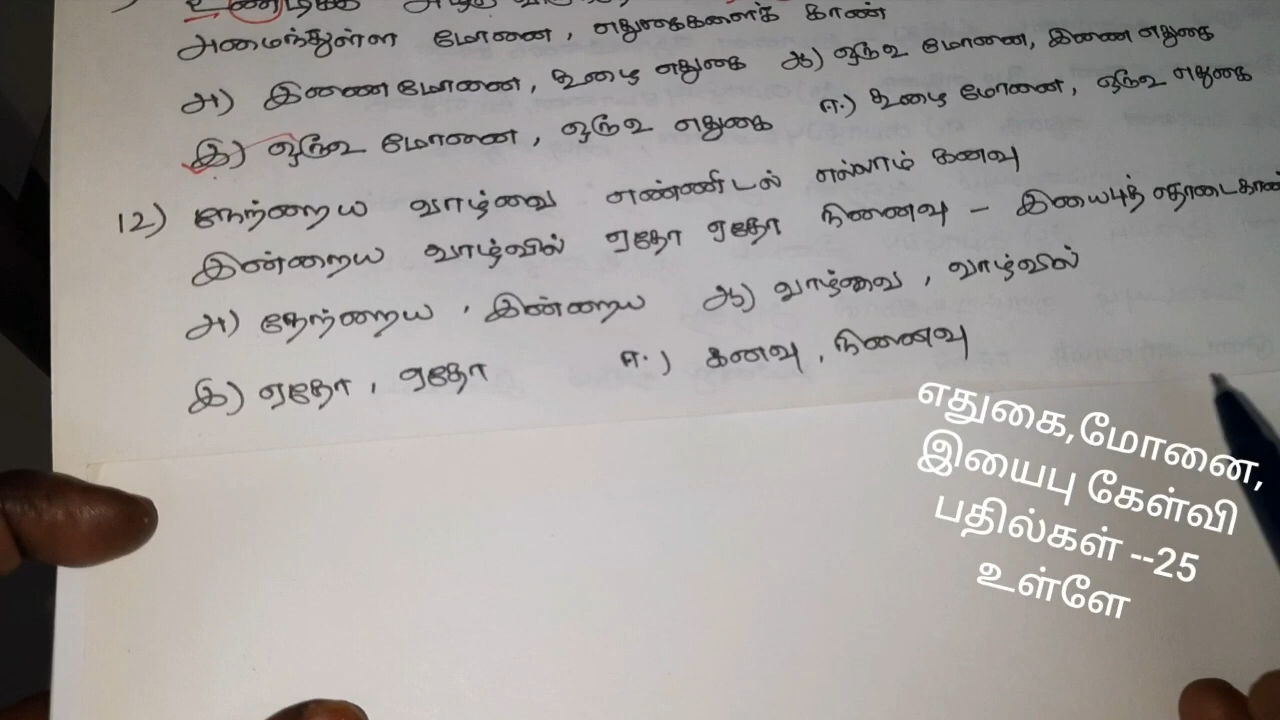 அமைந்துள்ள மோனை, எதுகைகளைக் காண்
அ) இணை மோனை, கூழை எதுகை ஆ) ஒரூஉ மோனை, இணை எதுகை
இ) ஒரூஉ மோனை, ஒரூஉ எதுகை ஈ.) கூழை மோனை, ஒரூஉ எதுகை
12) நேற்றைய வாழ்வை எண்ணிடல் எல்லாம் கனவு
இன்றைய வாழ்வில் ஏதோ ஏதோ நினைவு – இயைபுத் தொடைகாண்
அ) நேற்றைய , இன்றைய ஆ) வாழ்வை , வாழ்வில்
இ) ஏதோ , ஏதோ ஈ.) கனவு , நினைவு
எதுகை,மோனை,
இயைபு கேள்வி
பதில்கள் --25
உள்ளே